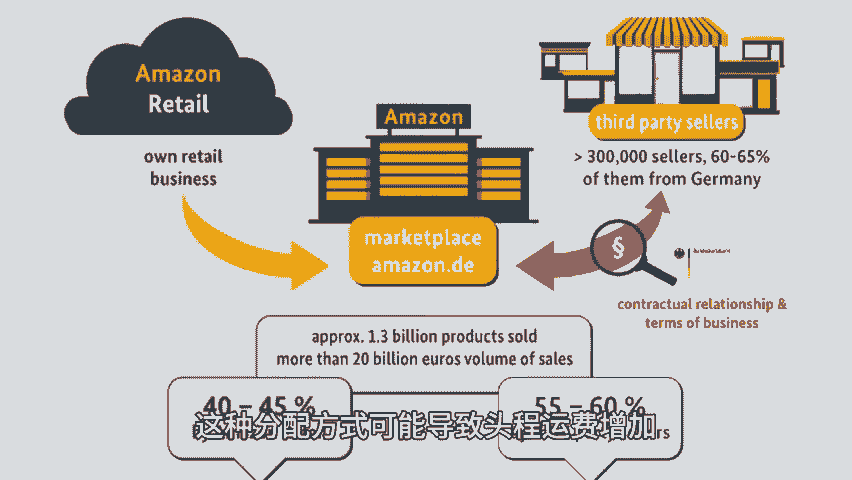 Amazon
Retail
own retail
business
Amazon
marketplace
amazon.de
third party sellers
> 300,000 sellers, 60-65%
of them from Germany
§
contractual relationship &
terms of business
approx. 1.3 billion products sold
more than 20 billion euros volume of sales
40 – 45 %
55 – 60 %
这种分配方式可能导致头程运费增加